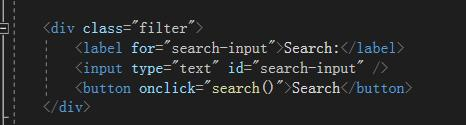 <div class="filter">
<label for="search-input">Search:</label>
<input type="text" id="search-input" />
<button onclick="search()">Search</button>
</div>